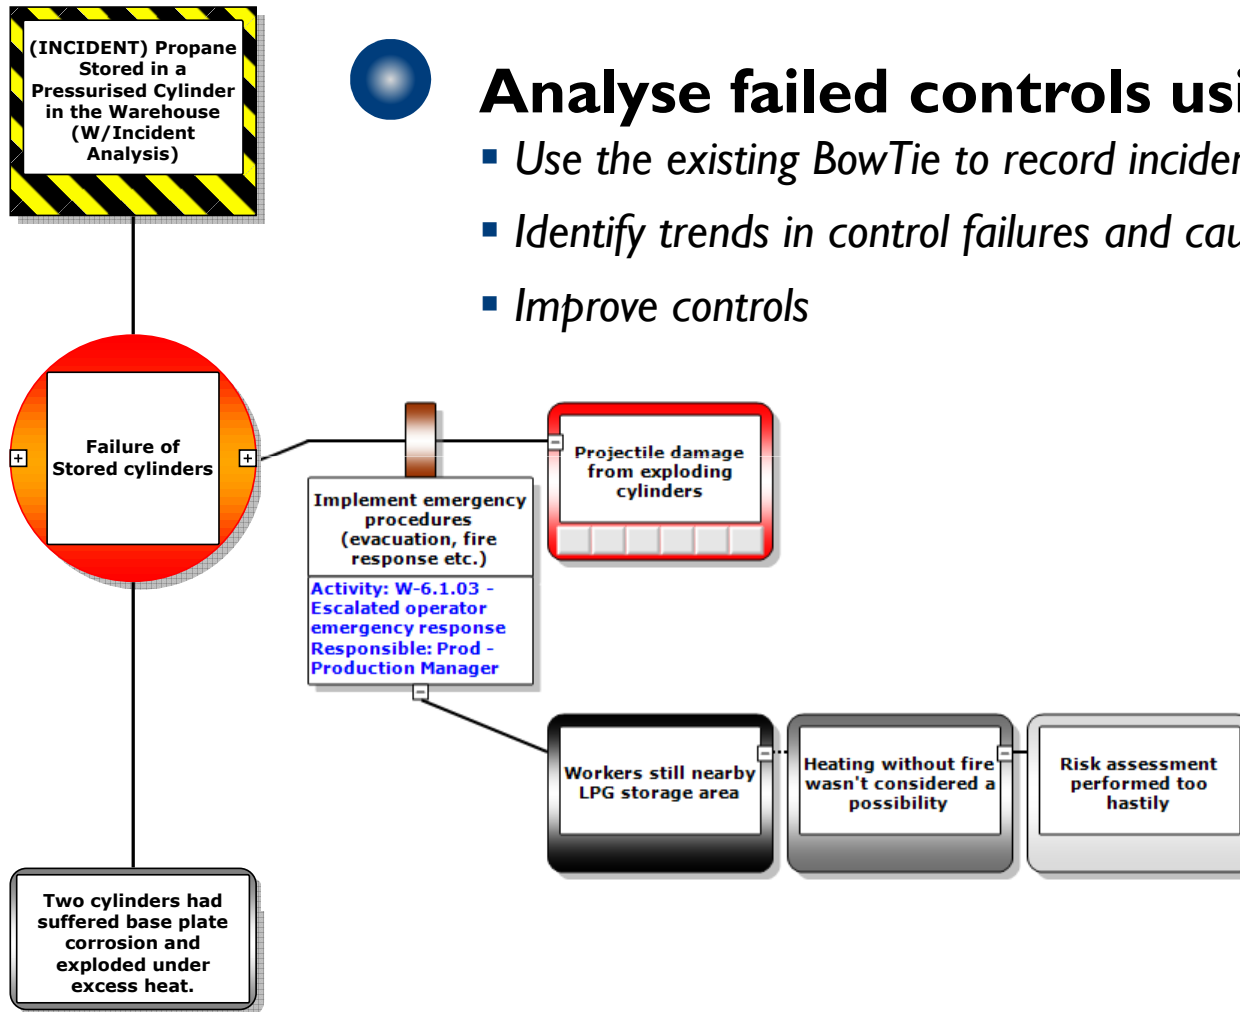 (INCIDENT) Propane
Stored in a
Pressurised Cylinder
in the Warehouse
(W/Incident
Analysis)
Analyse failed controls
▪ Use the existing BowTie to record
▪ Identify trends in control failures and
▪ Improve controls
Failure of
Stored cylinders
Implement emergency
procedures
(evacuation, fire
response etc.)
Activity: W-6.1.03 -
Escalated operator
emergency response
Responsible: Prod -
Production Manager
Projectile damage
from exploding
cylinders
Workers still nearby
LPG storage area
Heating without fire
wasn't considered a
possibility
Risk assessment
performed too
hastily
Two cylinders had
suffered base plate
corrosion and
exploded under
excess heat.